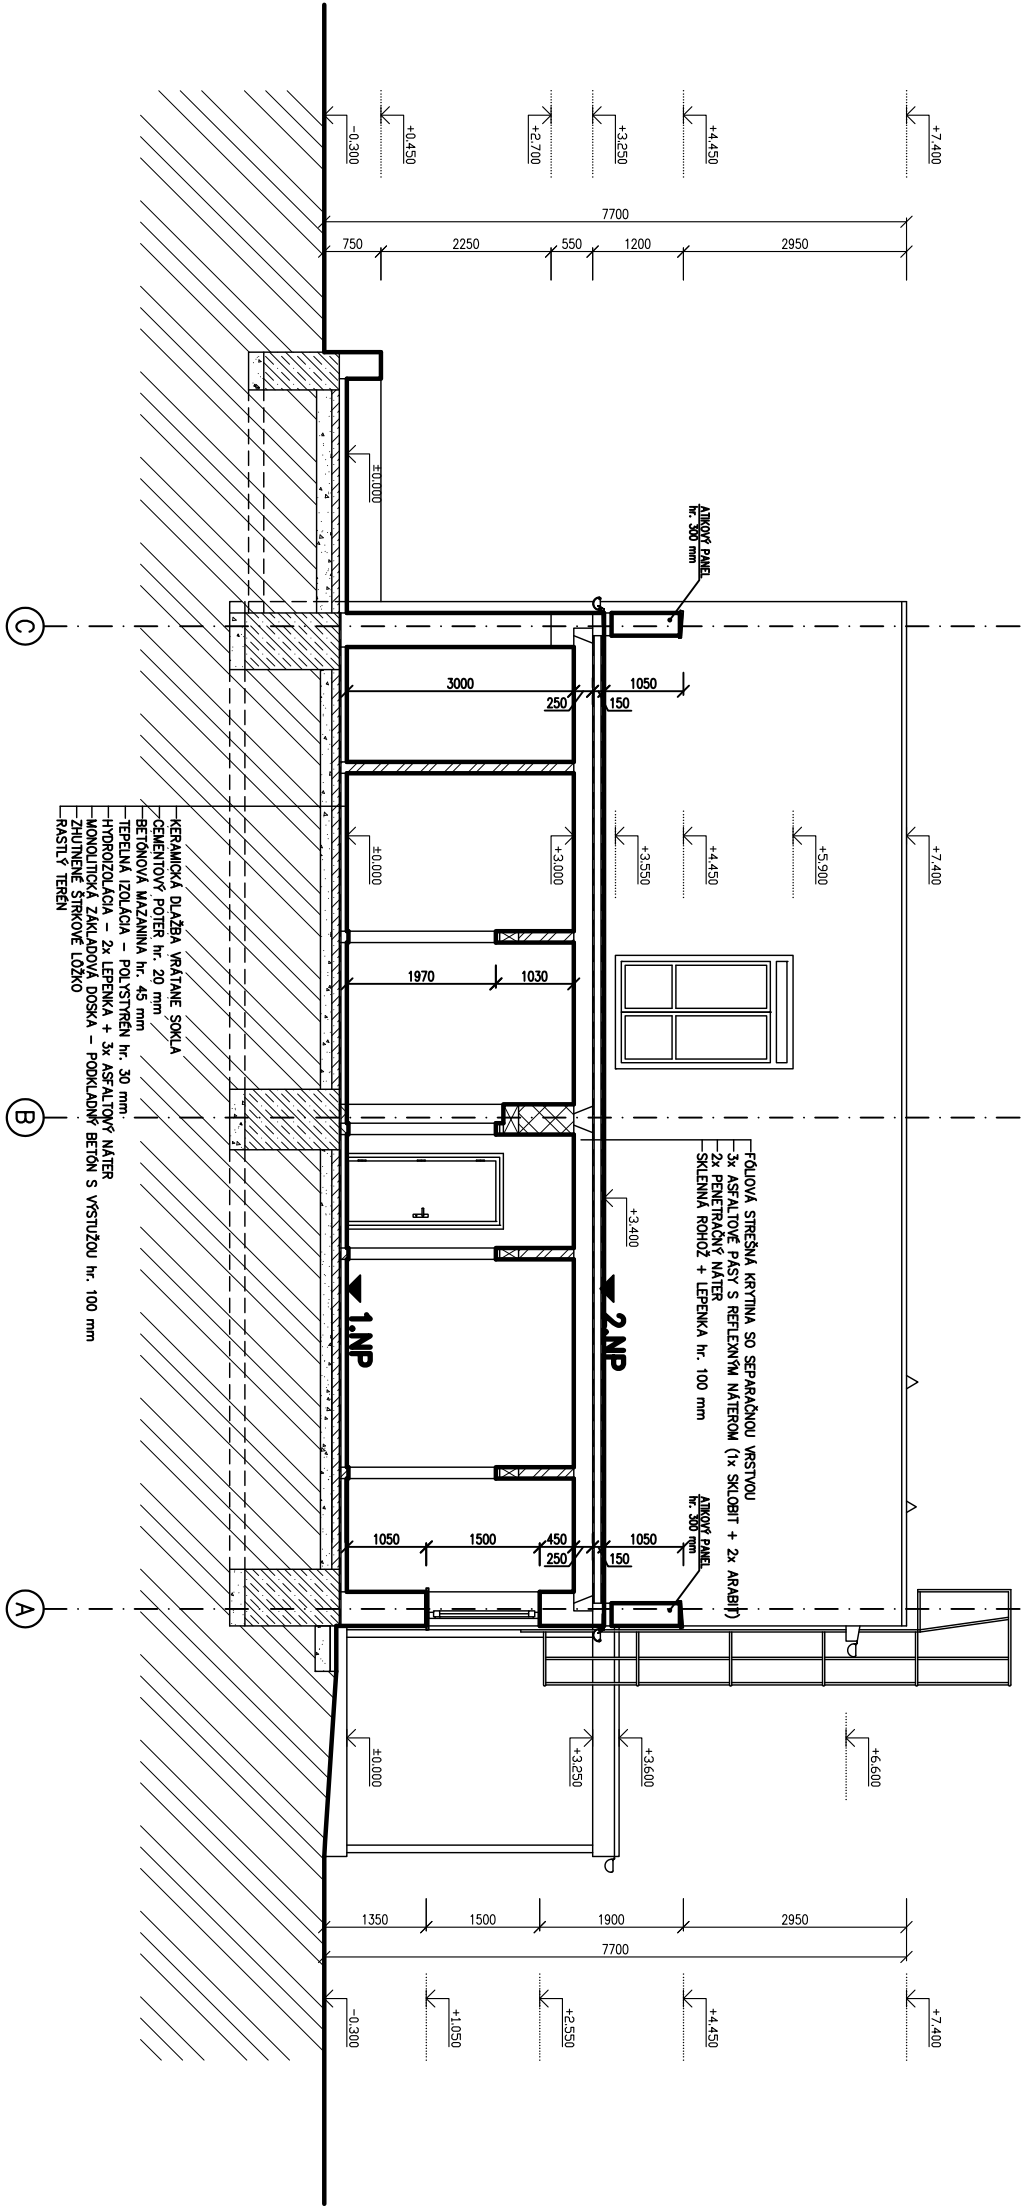 -0.300
+0.450
+2.700
+3.250
+4.450
+7.400
7700
750
2250
550
1200
2950
±0.000
ATIKOVÝ PANEL
hr. 300 mm
C
3000
250
150
1050
±0.000
+3.000
+3.550
+4.450
+5.900
+7.400
KERAMICKÁ DLAŽBA VRÁTANE SOKLA
CEMENTOVÝ POTER hr. 20 mm
BETÓNOVÁ MAZANINA hr. 45 mm
TEPELNÁ IZOLÁCIA - POLYSTYRÉN hr. 30 mm
HYDROIZOLÁCIA - 2x LEPENKA + 3x ASFALTOVÝ NÁTER
MONOLITICKÁ ZÁKLADOVÁ DOSKA - PODKLADNÝ BETÓN S VÝSTUŽOU hr. 100 mm
ZHUTNENÉ ŠTRKOVÉ LÔŽKO
RASTLÝ TERÉN
1970
1030
B
FÓLIOVÁ STREŠNÁ KRYTINA SO SEPARAČNOU VRSTVOU
3x ASFALTOVÉ PÁSY S REFLEXNÝM NÁTEROM (1x SKLOBIT + 2x ARABIT)
2x PENETRAČNÝ NÁTER
SKLENNÁ ROHOŽ + LEPENKA hr. 100 mm
+3.400
1.NP
2.NP
ATIKOVÝ PANEL
hr. 300 mm
1050
1500
450
250
150
1050
A
±0.000
+3.250
+3.600
+6.600
1350
1500
1900
2950
7700
-0.300
+1.050
+2.550
+4.450
+7.400